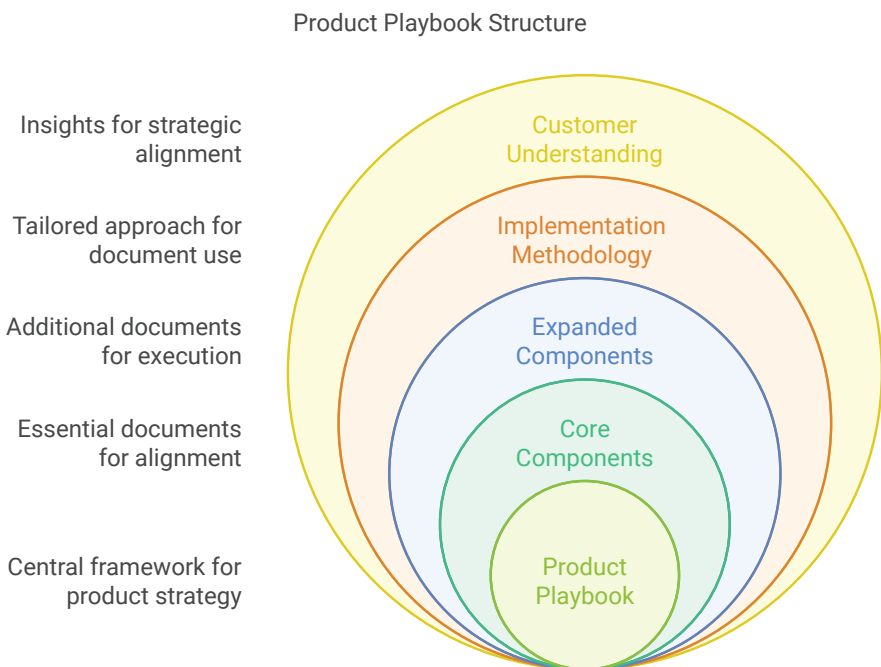 Product Playbook Structure
Insights for strategic
alignment
Customer
Understanding
Tailored approach for
document use
Implementation
Methodology
Additional documents
for execution
Expanded
Components
Essential documents
for alignment
Core
Components
Central framework for
product strategy
Product
Playbook